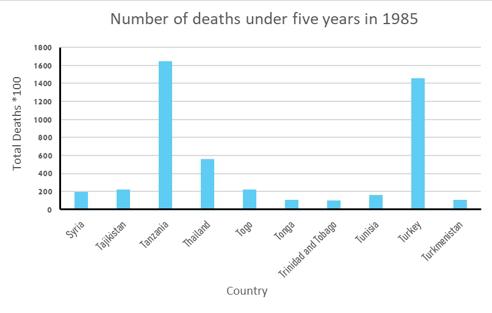 Number of deaths under five years in 1985
Total Deaths *100
1800
1600
1400
1200
1000
800
600
400
200
0
Syria
Tajikistan
Tanzania
Thailand
Togo
Tonga
Trinidad and Tobago
Tunisia
Turkey
Turkmenistan
Country